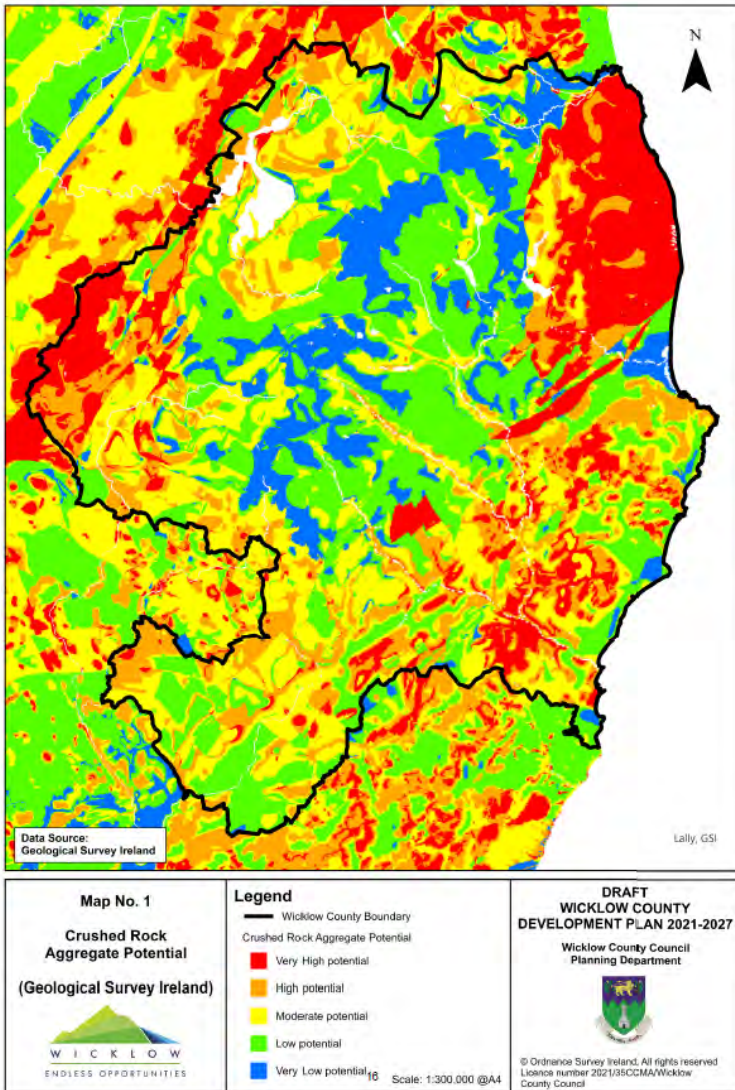 N
Data Source:
Geological Survey Ireland
Lally, GSI
Map No. 1
Crushed Rock
Aggregate Potential
(Geological Survey Ireland)
WICKLOW
ENDLESS OPPORTUNITIES
Legend
Wicklow County Boundary
Crushed Rock Aggregate Potential
Very High potential
High potential
Moderate potential
Low potential
Very Low potential
16
Scale: 1:300.000 @A4
DRAFT
WICKLOW COUNTY
DEVELOPMENT PLAN 2021-2027
Wicklow County Council
Planning Department
© Ordnance Survey Ireland, All rights reserved
Licence number 2021/35CCMA/Wicklow
County Council